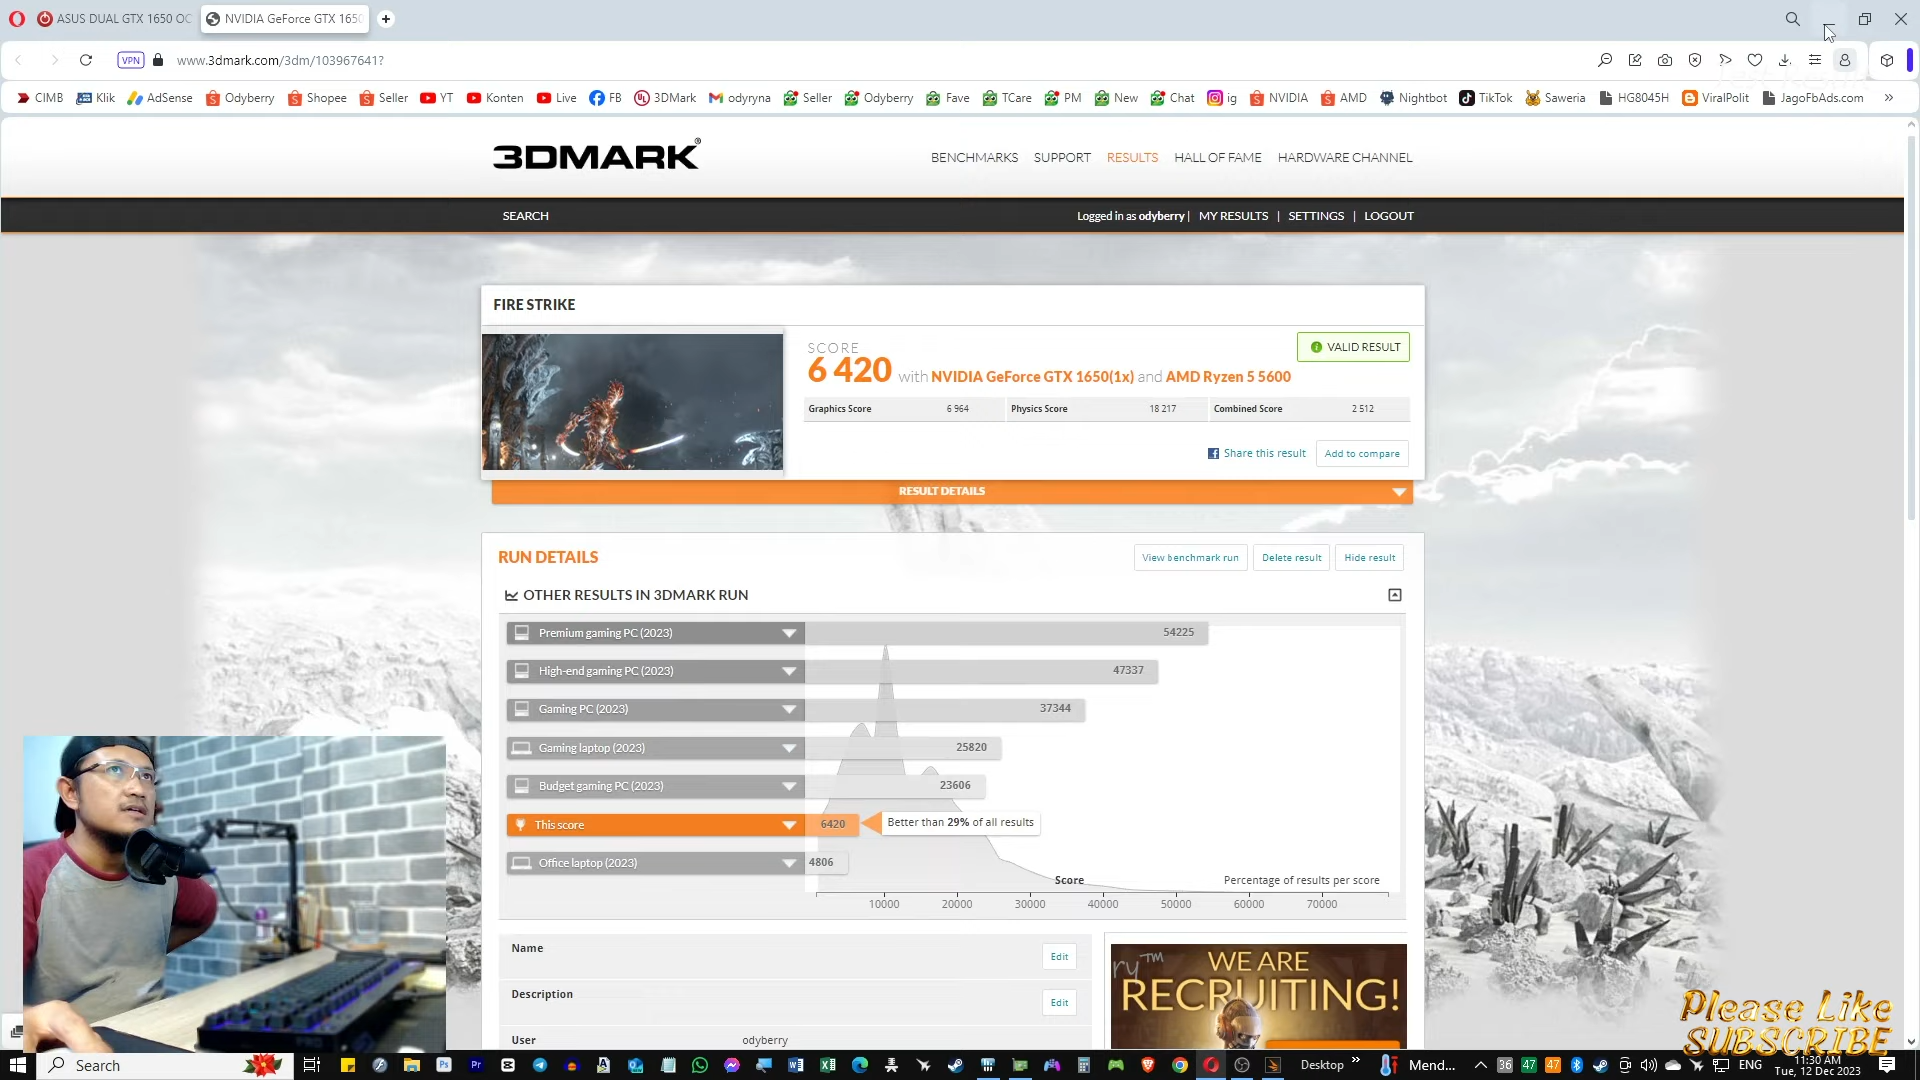 ASUS DUAL GTX 1650 OC
NVIDIA GeForce GTX 1650
VPN
www.3dmark.com/3dm/103967641?
CIMB Klik AdSense Odyberry Shopee Seller YT Konten Live FB 3DMark odyryna Seller Odyberry Fave TCare PM New Chat ig NVIDIA AMD Nightbot TikTok Saweria HG8045H ViralPolit JagoFbAds.com »
3DMARK®
BENCHMARKS SUPPORT RESULTS HALL OF FAME HARDWARE CHANNEL
SEARCH
Logged in as odyberry | MY RESULTS | SETTINGS | LOGOUT
FIRE STRIKE
SCORE
VALID RESULT
6 420 with NVIDIA GeForce GTX 1650(1x) and AMD Ryzen 5 5600
Graphics Score 6 964 Physics Score 18 217 Combined Score 2 512
Share this result Add to compare
RESULT DETAILS
RUN DETAILS
View benchmark run Delete result Hide result
OTHER RESULTS IN 3DMARK RUN
Premium gaming PC (2023) 54225
High-end gaming PC (2023) 47337
Gaming PC (2023) 37344
Gaming laptop (2023) 25820
Budget gaming PC (2023) 23606
This score 6420 Better than 29% of all results
Office laptop (2023) 4806
Score Percentage of results per score
10000 20000 30000 40000 50000 60000 70000
Name Edit
Description Edit
User odyberry
ry™
WE ARE
RECRUITING!
Please Like
SUBSCRIBE
Search
Desktop »
Mend...
36 47 47
ENG
11:30 AM
Tue, 12 Dec 2023